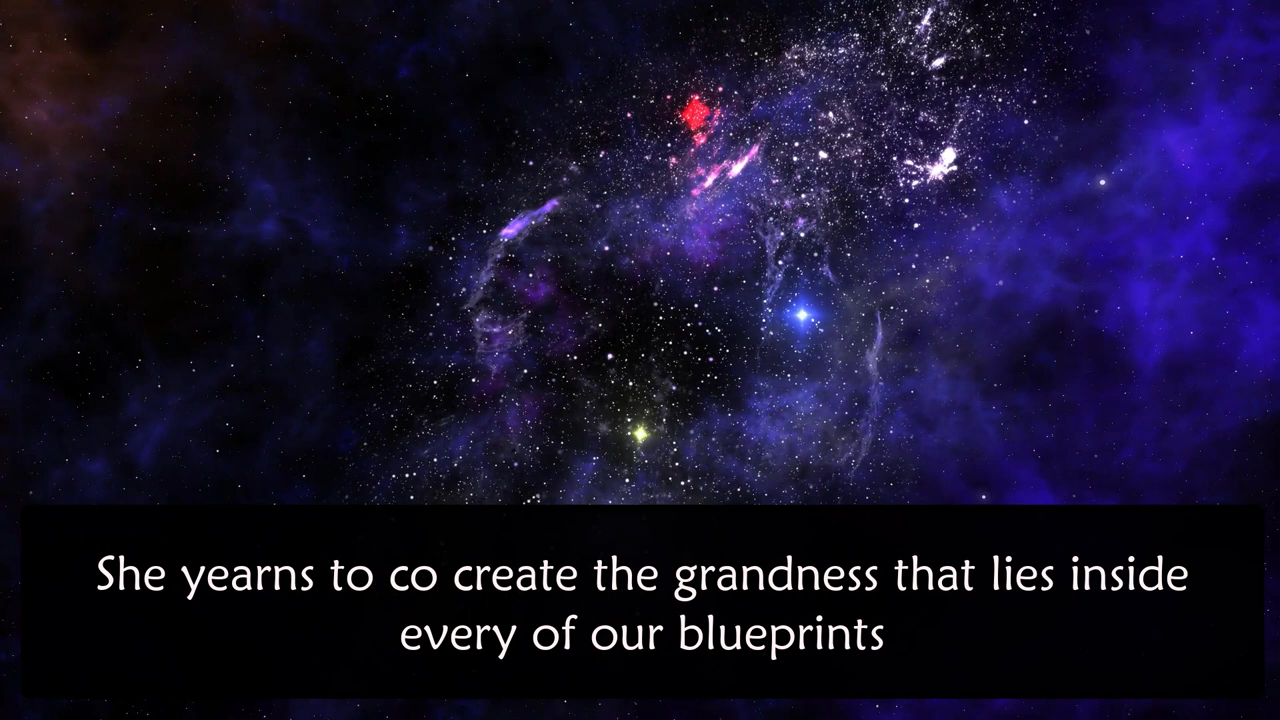 She yearns to co create the grandness that lies inside
every of our blueprints